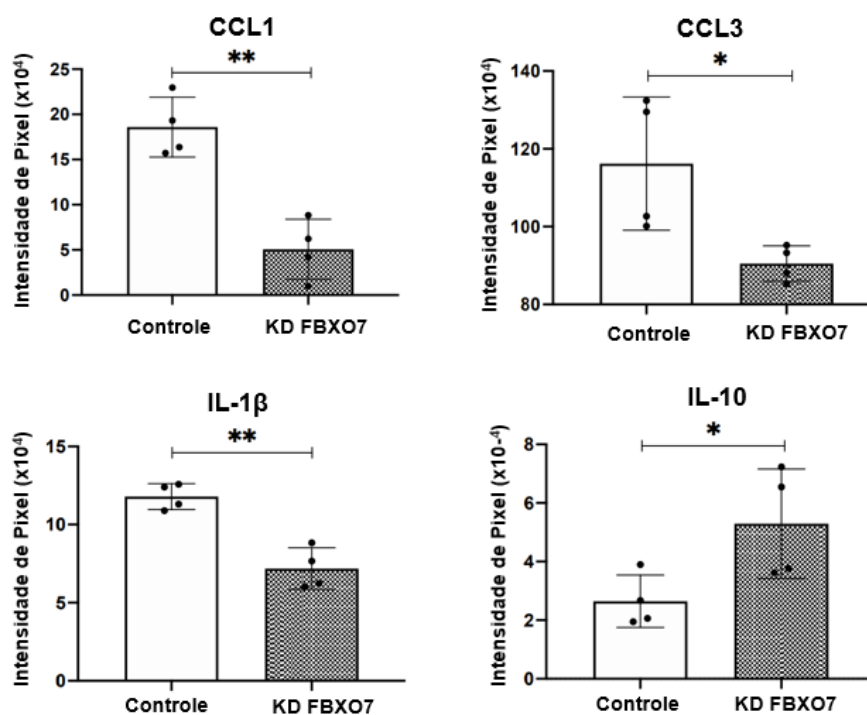 CCL1
**
Intensidade de Pixel (x10⁴)
25
20
15
10
5
0
Controle
KD FBXO7
CCL3
*
Intensidade de Pixel (x10⁴)
140
120
100
80
Controle
KD FBXO7
IL-1β
**
Intensidade de Pixel (x10⁴)
15
10
5
0
Controle
KD FBXO7
IL-10
*
Intensidade de Pixel (x10-⁴)
8
6
4
2
0
Controle
KD FBXO7